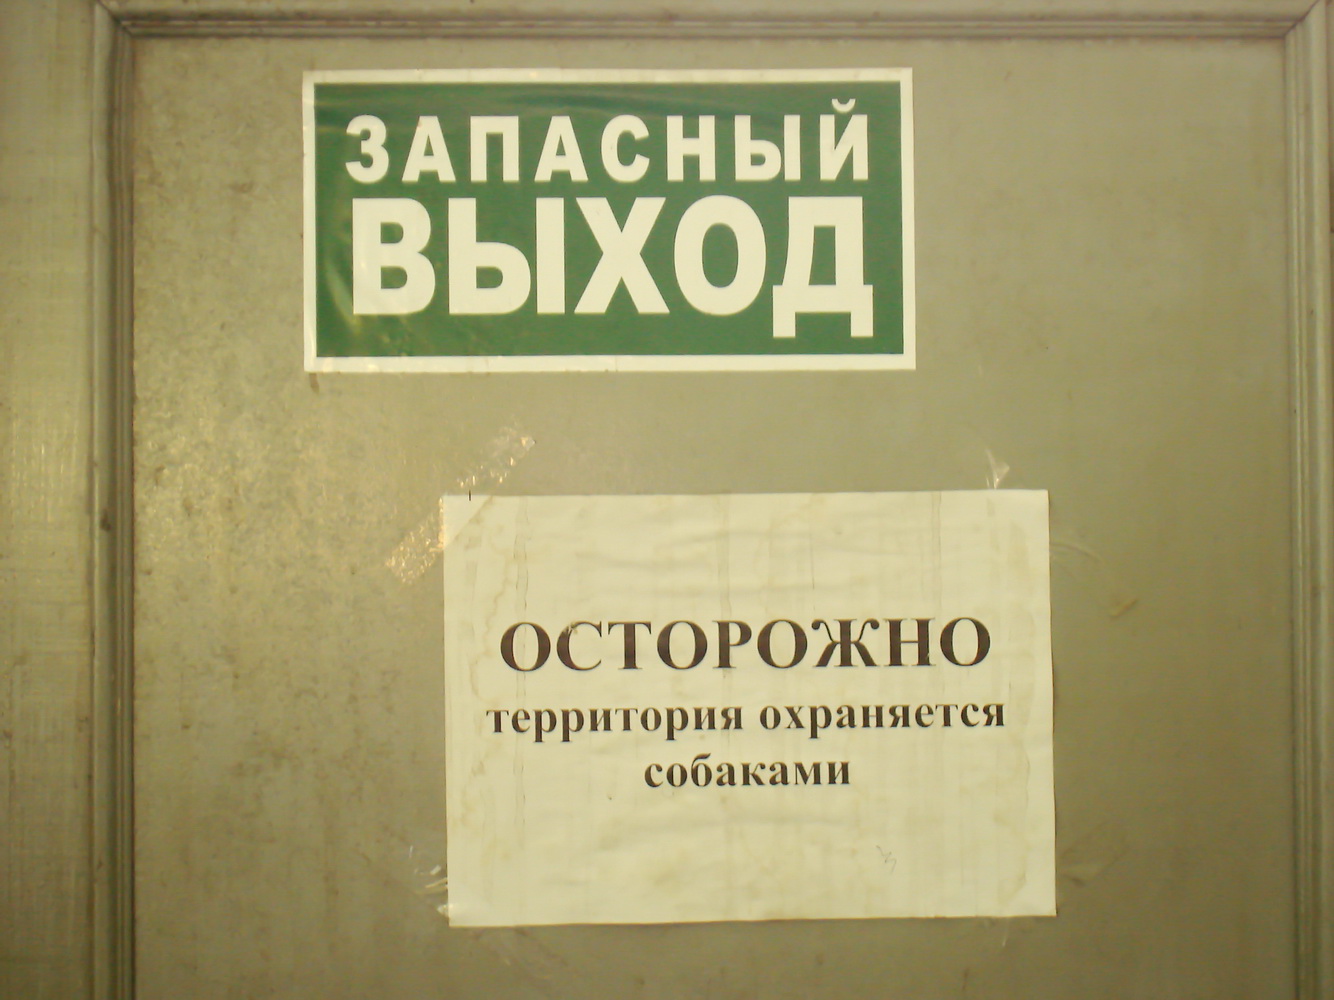 ЗАПАСНЫЙ
ВЫХОД
ОСТОРОЖНО
территория охраняется
собаками